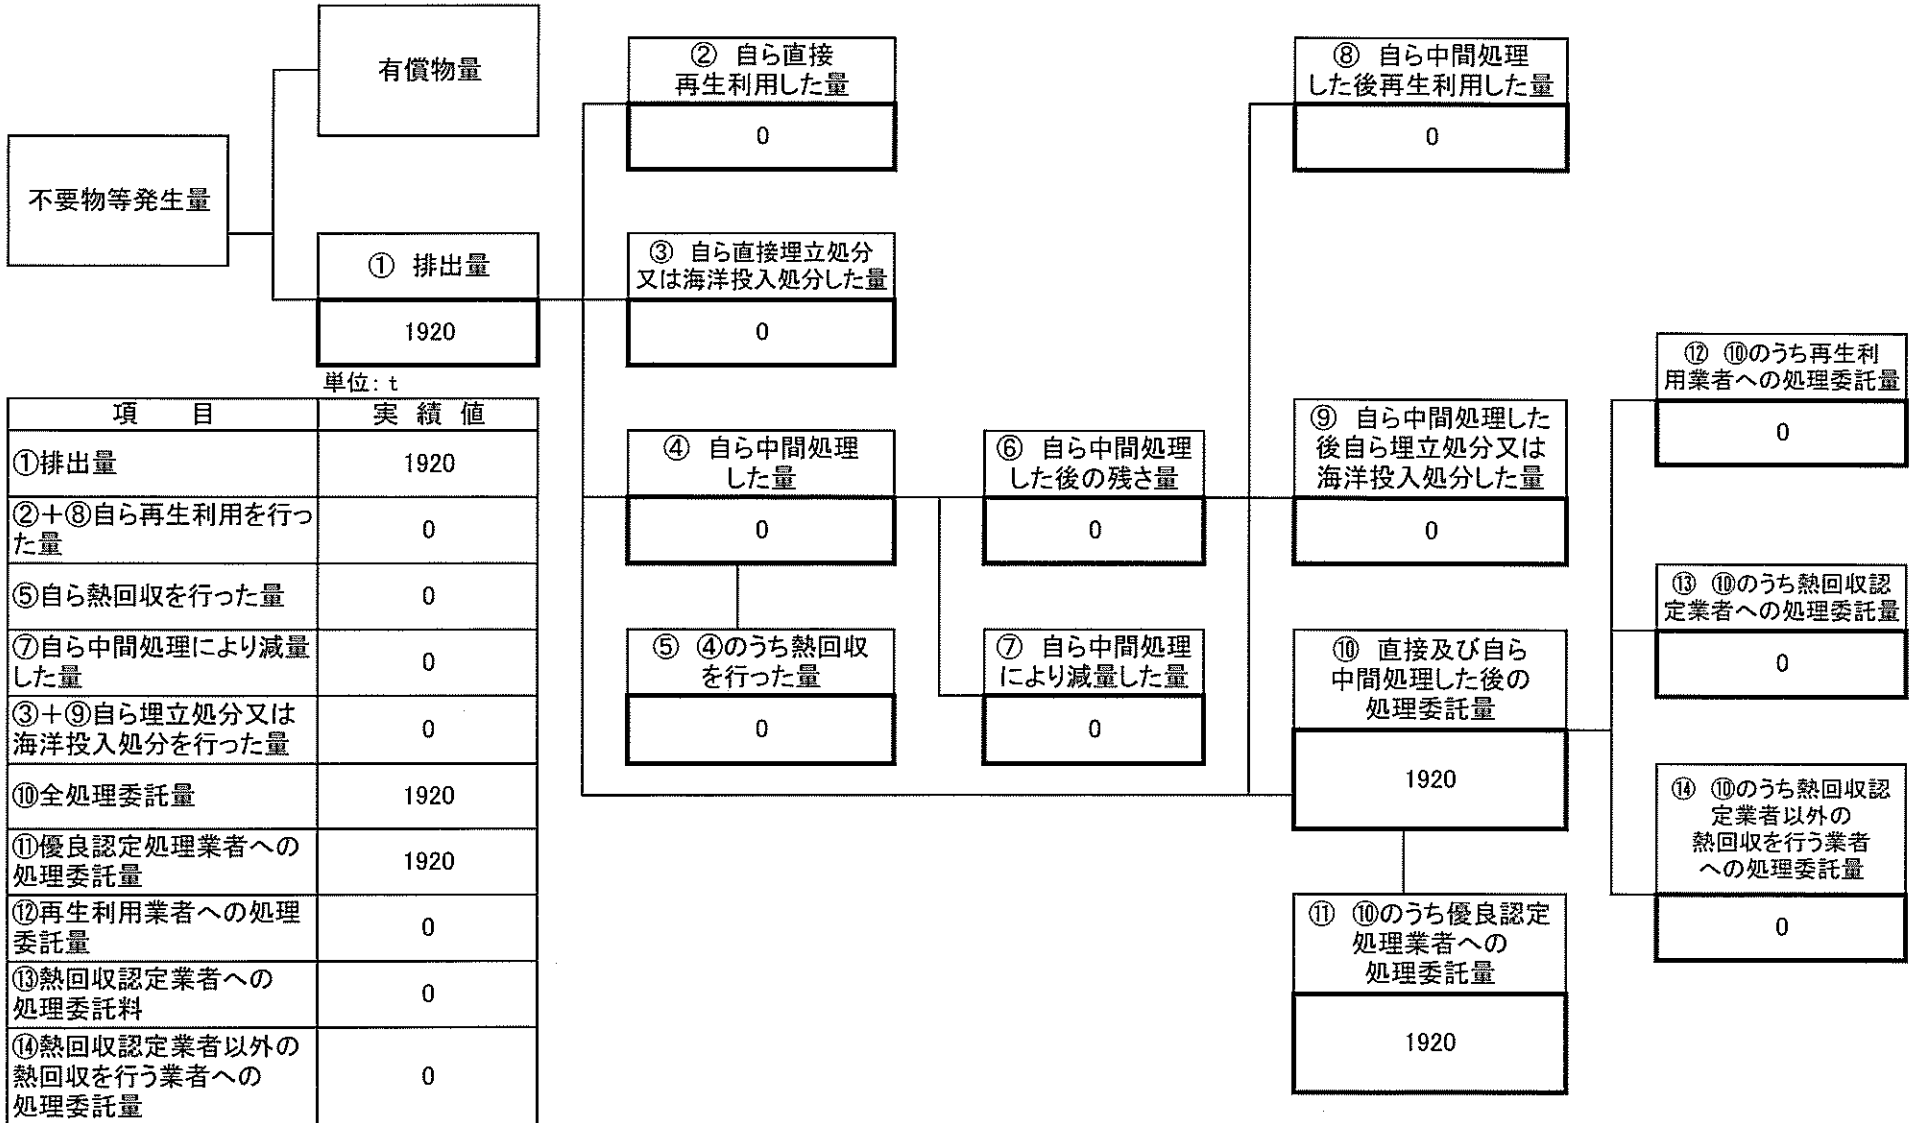 不要物等発生量
有償物量
① 排出量
1920
② 自ら直接
再生利用した量
0
③ 自ら直接埋立処分
又は海洋投入処分した量
0
④ 自ら中間処理
した量
0
⑤ ④のうち熱回収
を行った量
0
⑥ 自ら中間処理
した後の残さ量
0
⑦ 自ら中間処理
により減量した量
0
⑧ 自ら中間処理
した後再生利用した量
0
⑨ 自ら中間処理した
後自ら埋立処分又は
海洋投入処分した量
0
⑩ 直接及び自ら
中間処理した後の
処理委託量
1920
⑪ ⑩のうち優良認定
処理業者への
処理委託量
1920
⑫ ⑩のうち再生利
用業者への処理委託量
0
⑬ ⑩のうち熱回収認
定業者への処理委託量
0
⑭ ⑩のうち熱回収認
定業者以外の
熱回収を行う業者
への処理委託量
0
単位: t
項 目 実 績 値
①排出量 1920
②+⑧自ら再生利用を行っ
た量 0
⑤自ら熱回収を行った量 0
⑦自ら中間処理により減量
した量 0
③+⑨自ら埋立処分又は
海洋投入処分を行った量 0
⑩全処理委託量 1920
⑪優良認定処理業者への
処理委託量 1920
⑫再生利用業者への処理
委託量 0
⑬熱回収認定業者への
処理委託料 0
⑭熱回収認定業者以外の
熱回収を行う業者への
処理委託量 0